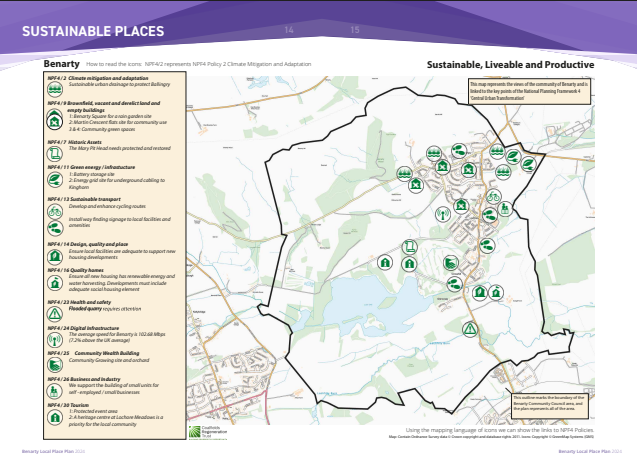 SUSTAINABLE PLACES
14
15
Benarty
How to read the icons: NPF4/2 represents NPF4 Policy 2 Climate Mitigation and Adaptation
Sustainable, Liveable and Productive
NPF4/2 Climate mitigation and adaptation
Sustainable urban drainage to protect Ballingry
NPF4/9 Brownfield, vacant and derelict land and
empty buildings
1: Benarty Square for a rain garden site
2: Martin Crescent flats site for community use
3 & 4: Community green spaces
NPF4/7 Historic Assets
The Mary Pit Head needs protected and restored
NPF4/11 Green energy / infrastructure
1: Battery storage site
2: Energy grid site for underground cabling to
Kinghorn
NPF4/13 Sustainable transport
Develop and enhance cycling routes
Install way finding signage to local facilities and
amenities
NPF4/14 Design, quality and place
Ensure local facilities are adequate to support new
housing developments
NPF4/16 Quality homes
Ensure all new housing has renewable energy and
water harvesting. Developments must include
adequate social housing element
NPF4/23 Health and safety
Flooded quarry requires attention
NPF4/24 Digital Infrastructure
The average speed for Benarty is 102.68 Mbps
(7.2% above the UK average)
NPF4/25 Community Wealth Building
Community Growing site and orchard
NPF4/26 Business and Industry
We support the building of small units for
self-employed / small businesses
NPF4/30 Tourism
1: Protected event area
2: A heritage centre at Lochore Meadows is a
priority for the local community
This map represents the views of the community of Benarty and is
linked to the key points of the National Planning Framework 4
'Central Urban Transformation'
This outline marks the boundary of the
Benarty Community Council area, and
the plan represents all of the area.
Coalfields
Regeneration
Trust
Using the mapping language of icons we can show the links to NPF4 Policies
Benarty Local Place Plan 2024
Benarty Local Place Plan 2024